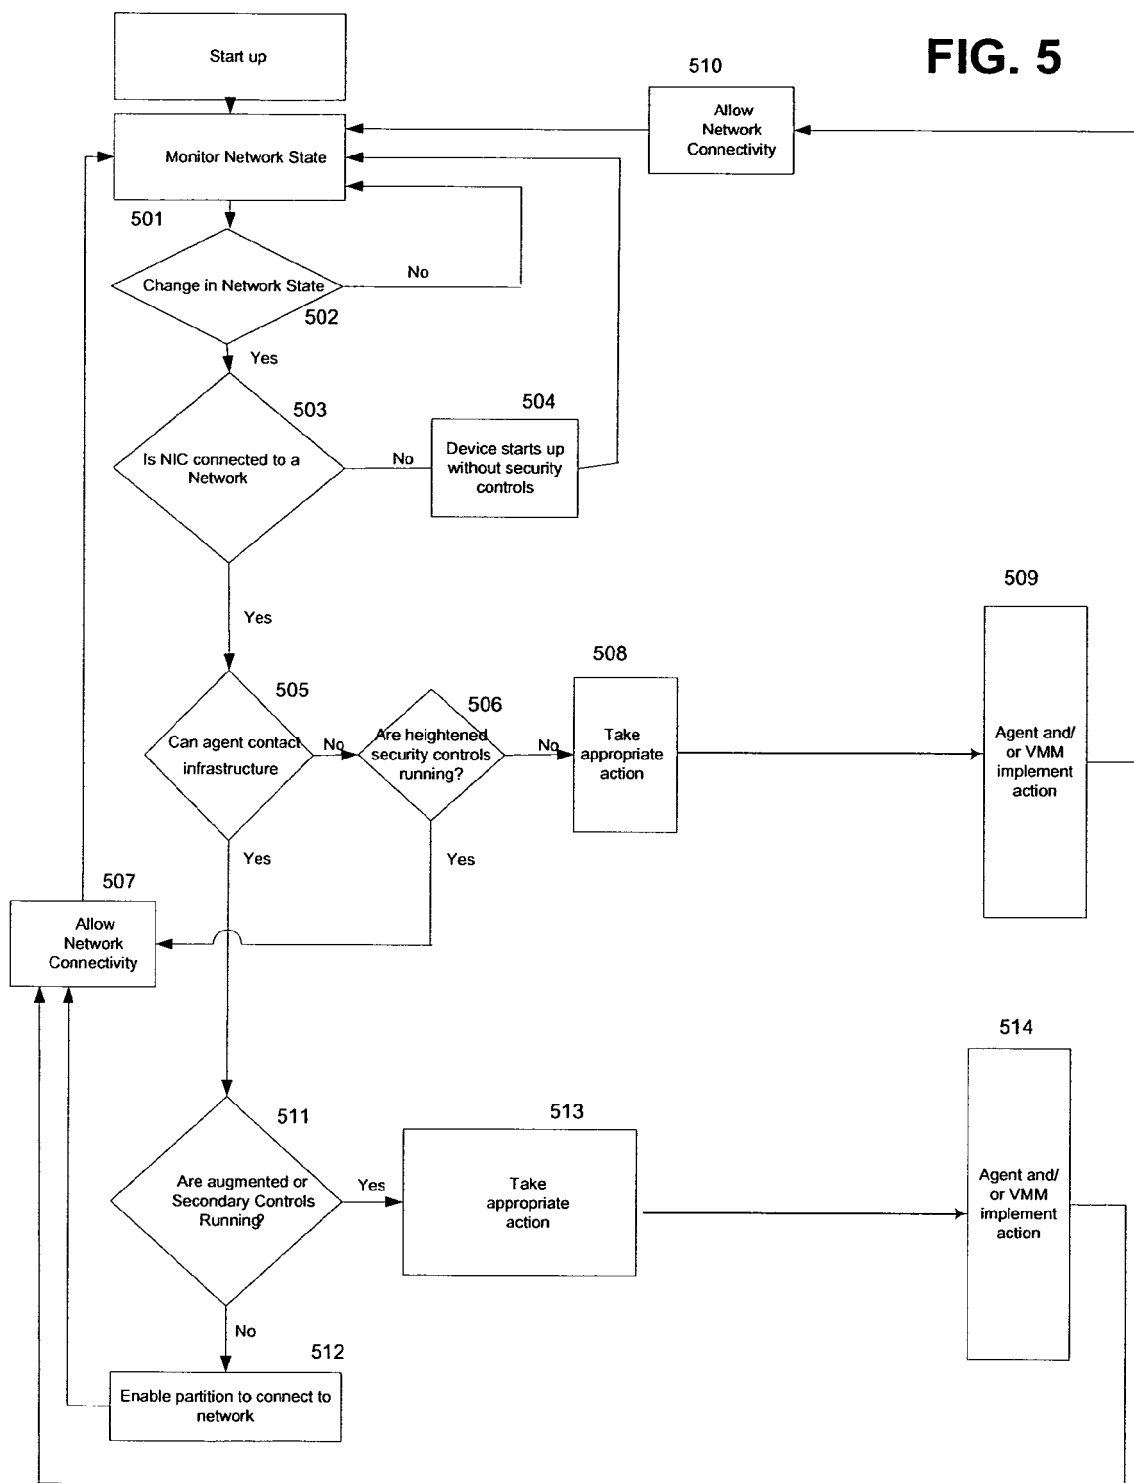 FIG. 5
Start up
510
Allow
Network
Connectivity
Monitor Network State
501
Change in Network State
No
502
Yes
503
504
Is NIC connected to a
Network
No
Device starts up
without security
controls
Yes
509
505
506
508
Can agent contact
infrastructure
No
Are heightened
security controls
running?
No
Take
appropriate
action
Agent and/
or VMM
implement
action
Yes
Yes
507
Allow
Network
Connectivity
514
511
513
Are augmented or
Secondary Controls
Running?
Yes
Take
appropriate
action
Agent and/
or VMM
implement
action
No
512
Enable partition to connect to
network